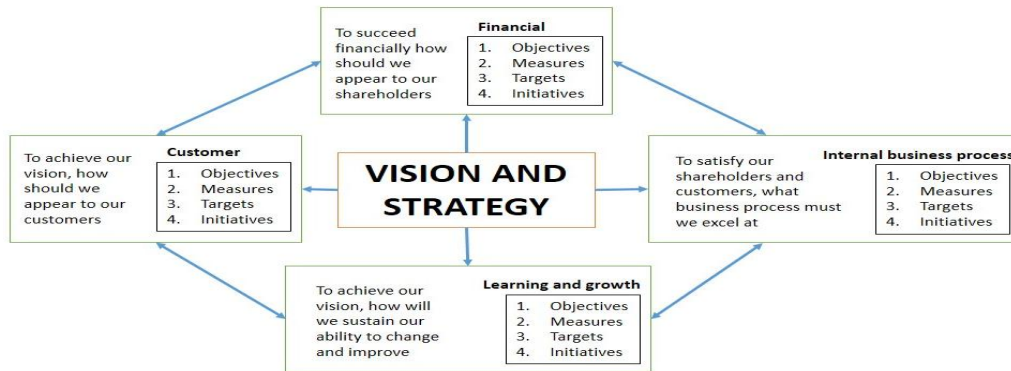 Financial
To succeed
financially how
should we
appear to our
shareholders
1. Objectives
2. Measures
3. Targets
4. Initiatives
Customer
To achieve our
vision, how
should we
appear to our
customers
1. Objectives
2. Measures
3. Targets
4. Initiatives
VISION AND
STRATEGY
Internal business process
To satisfy our
shareholders and
customers, what
business process must
we excel at
1. Objectives
2. Measures
3. Targets
4. Initiatives
Learning and growth
To achieve our
vision, how will
we sustain our
ability to change
and improve
1. Objectives
2. Measures
3. Targets
4. Initiatives